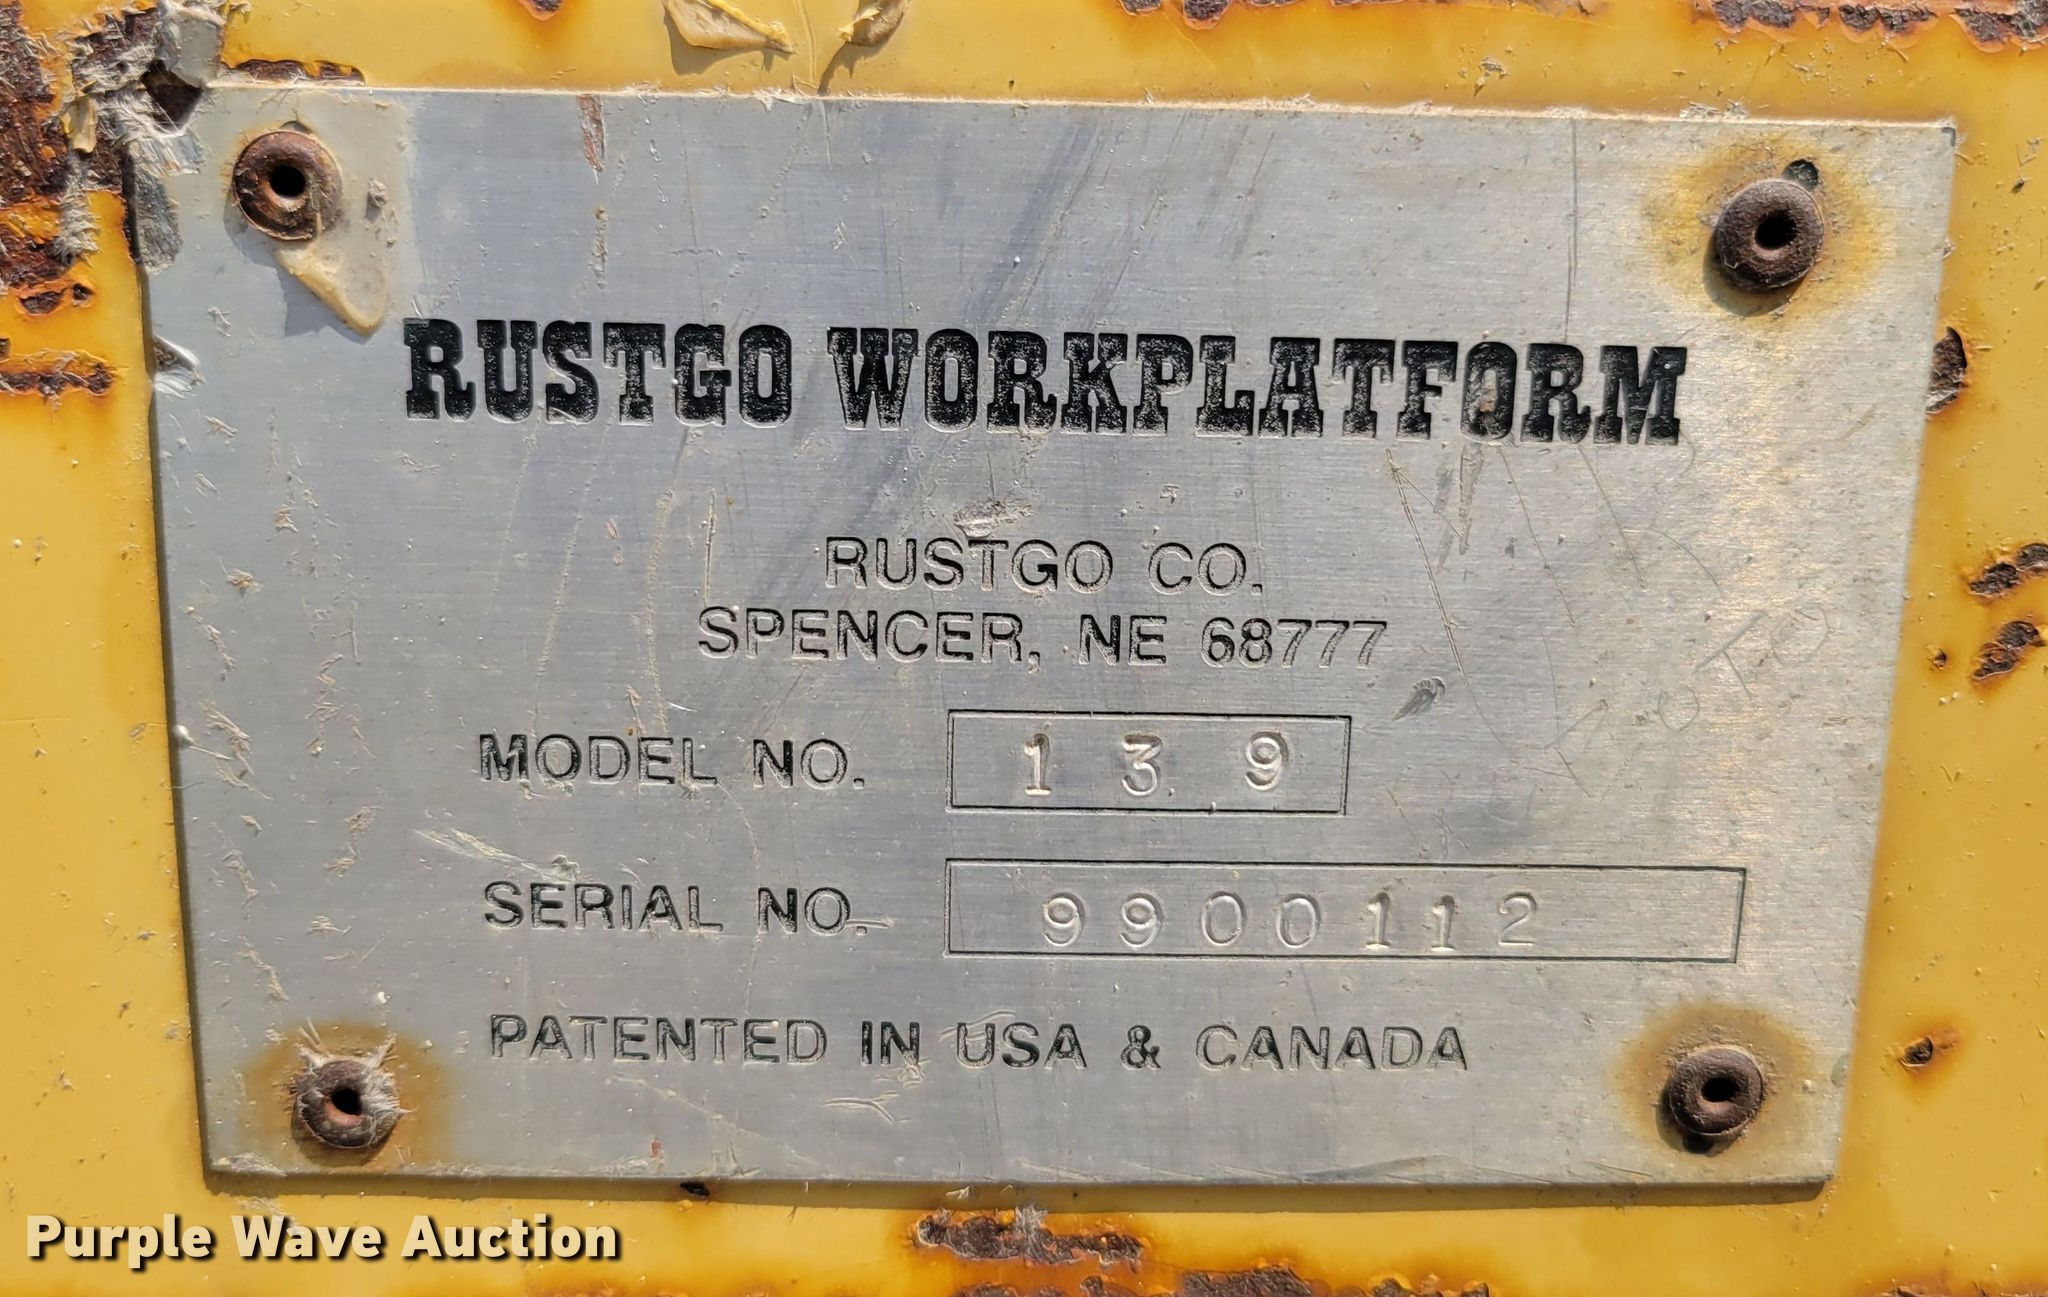 RUSTGO WORKPLATFORM
RUSTGO CO.
SPENCER, NE 68777
MODEL NO. 139
SERIAL NO. 9900112
PATENTED IN USA & CANADA
Purple Wave Auction